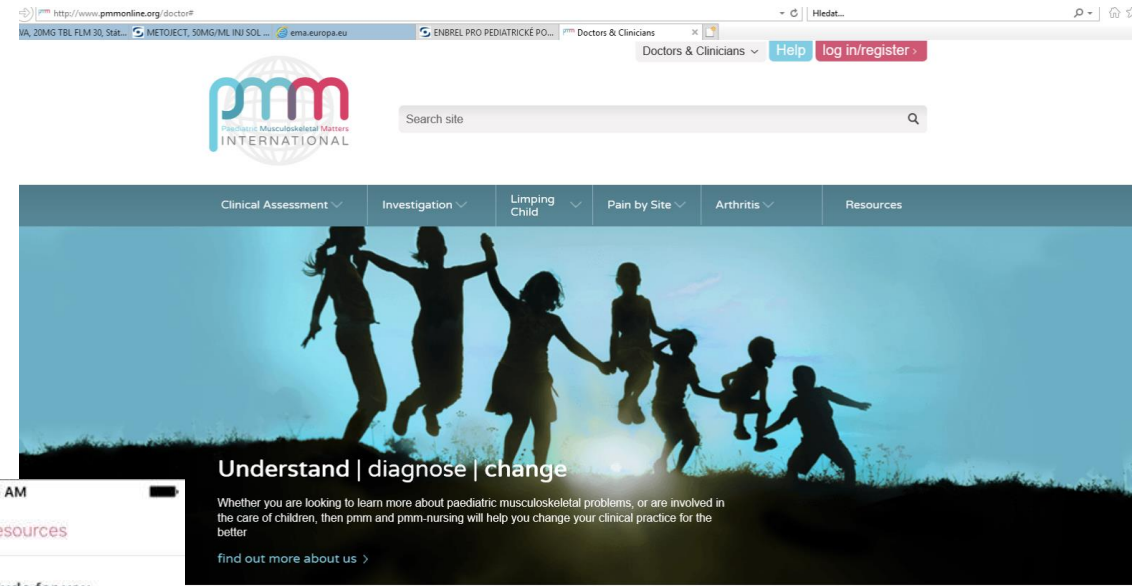 http://www.pmmonline.org/doctor#
Hledat...
VA, 20MG TBL FLM 30, Stát... METOJECT, 50MG/ML INJ SOL ... ema.europa.eu ENBREL PRO PEDIATRICKÉ PO... pmm Doctors & Clinicians
Doctors & Clinicians Help log in/register
pmm
Paediatric Musculoskeletal Matters
INTERNATIONAL
Search site
Clinical Assessment Investigation Limping Child Pain by Site Arthritis Resources
Understand | diagnose | change
Whether you are looking to learn more about paediatric musculoskeletal problems, or are involved in
the care of children, then pmm and pmm-nursing will help you change your clinical practice for the
better
find out more about us >
AM
esources
for you